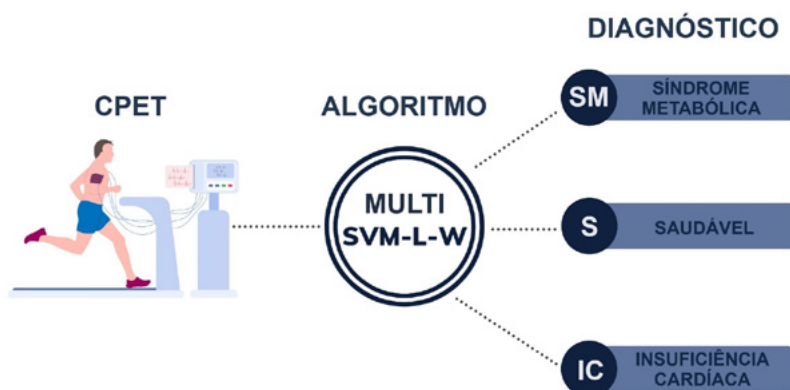 DIAGNÓSTICO
CPET
ALGORITMO
MULTI
SVM-L-W
SM
SÍNDROME
METABÓLICA
S
SAUDÁVEL
IC
INSUFICIÊNCIA
CARDÍACA